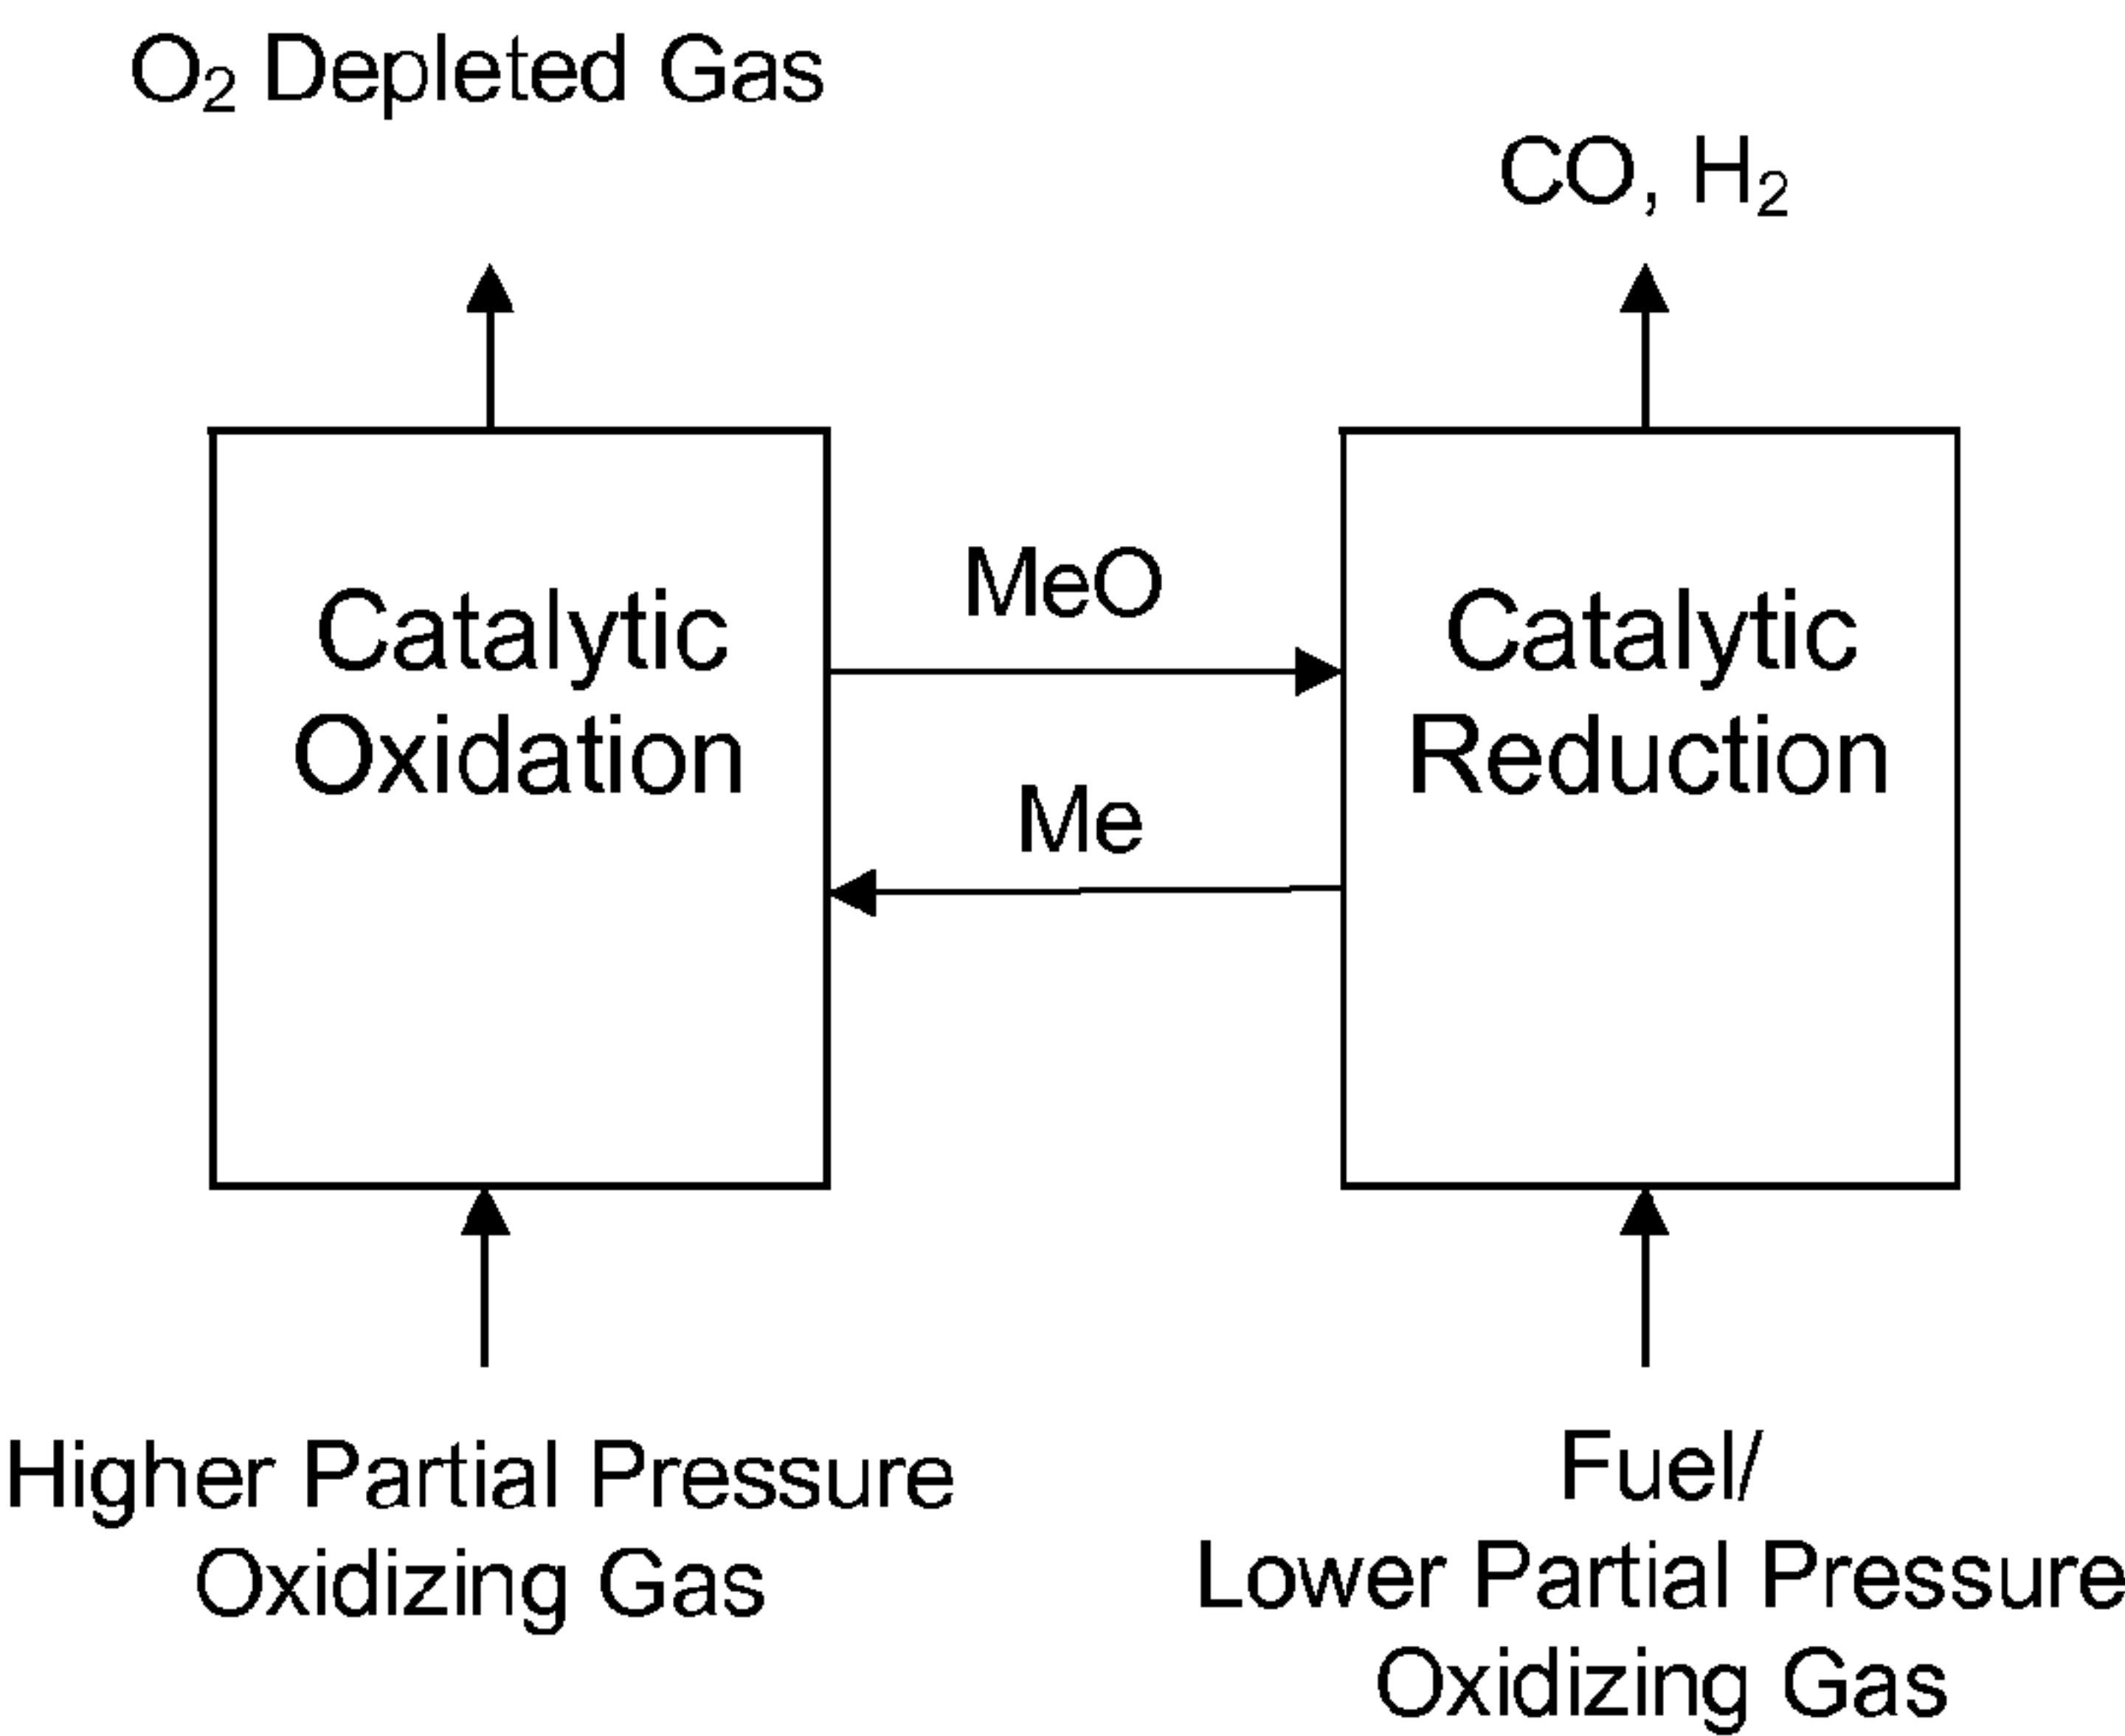 O₂ Depleted Gas
CO, H₂
Catalytic
Oxidation
MeO
Me
Catalytic
Reduction
Higher Partial Pressure
Oxidizing Gas
Fuel/
Lower Partial Pressure
Oxidizing Gas